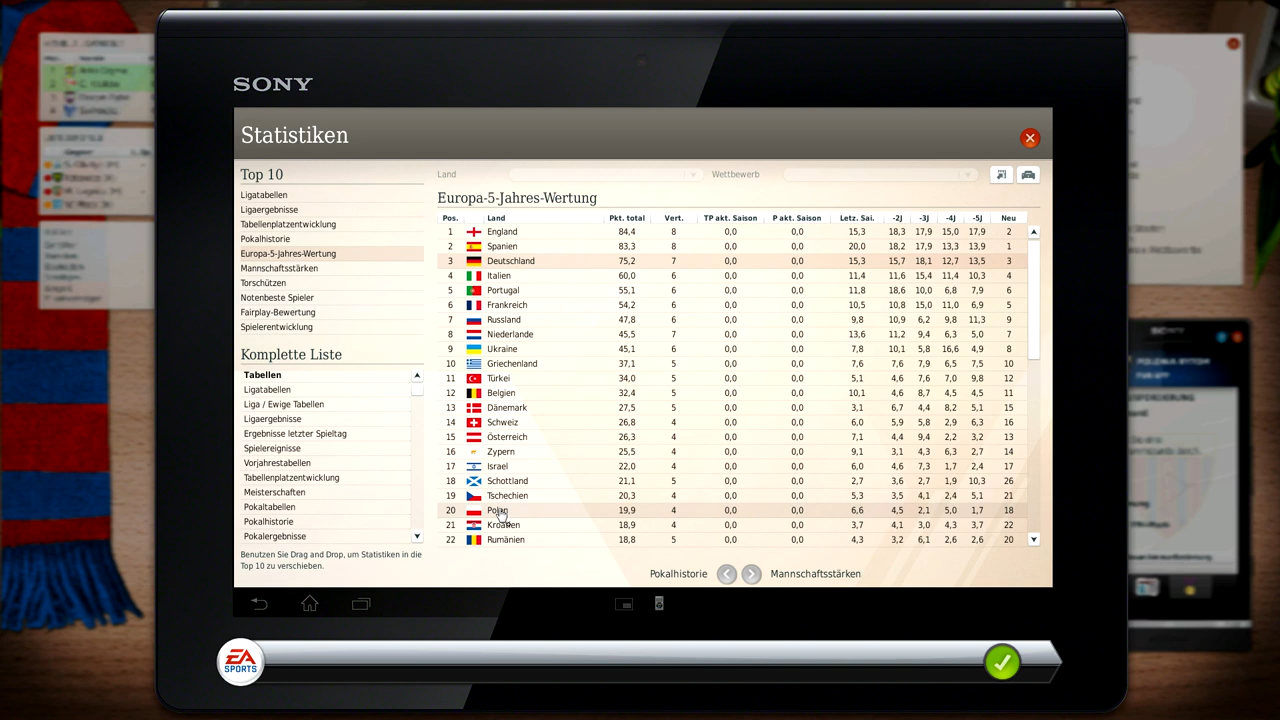 SONY
Statistiken
Top 10
Ligatabellen
Ligaergebnisse
Tabellenplatzentwicklung
Pokalhistorie
Europa-5-Jahres-Wertung
Mannschaftsstärken
Torschützen
Notenbeste Spieler
Fairplay-Bewertung
Spielerentwicklung
Komplette Liste
Tabellen
Ligatabellen
Liga / Ewige Tabellen
Ligaergebnisse
Ergebnisse letzter Spieltag
Spielereignisse
Vorjahrestabellen
Tabellenplatzentwicklung
Meisterschaften
Pokaltabellen
Pokalhistorie
Pokalergebnisse
Benutzen Sie Drag and Drop, um Statistiken in die
Top 10 zu verschieben.
Land Wettbewerb
Europa-5-Jahres-Wertung
Pos. Land Pkt. total Vert. TP akt. Saison P akt. Saison Letz. Sai. -2J -3J -4J -5J Neu
1 England 84,4 8 0,0 0,0 15,3 18,3 17,9 15,0 17,9 2
2 Spanien 83,3 8 0,0 0,0 20,0 18,2 17,9 13,3 13,9 1
3 Deutschland 75,2 7 0,0 0,0 15,3 15,7 18,1 12,7 13,5 3
4 Italien 60,0 6 0,0 0,0 11,4 11,6 15,4 11,4 10,3 4
5 Portugal 55,1 6 0,0 0,0 11,8 18,6 10,0 6,8 7,9 6
6 Frankreich 54,2 6 0,0 0,0 10,5 10,8 15,0 11,0 6,9 5
7 Russland 47,8 6 0,0 0,0 9,8 10,9 6,2 9,8 11,3 9
8 Niederlande 45,5 7 0,0 0,0 13,6 11,2 9,4 6,3 5,0 7
9 Ukraine 45,1 6 0,0 0,0 7,8 10,1 5,8 16,6 4,9 8
10 Griechenland 37,1 5 0,0 0,0 7,6 7,6 7,9 6,5 7,5 10
11 Türkei 34,0 5 0,0 0,0 5,1 4,6 7,6 7,0 9,8 12
12 Belgien 32,4 5 0,0 0,0 10,1 4,6 8,7 4,5 4,5 11
13 Dänemark 27,5 5 0,0 0,0 3,1 6,7 4,4 8,2 5,1 15
14 Schweiz 26,8 4 0,0 0,0 6,0 5,9 5,8 2,9 6,3 16
15 Österreich 26,3 4 0,0 0,0 7,1 4,4 9,4 2,2 3,2 13
16 Zypern 25,5 4 0,0 0,0 9,1 3,1 4,3 6,3 2,7 14
17 Israel 22,0 4 0,0 0,0 6,0 4,6 7,3 1,7 2,4 17
18 Schottland 21,1 5 0,0 0,0 2,7 3,6 2,7 1,9 10,3 26
19 Tschechien 20,3 4 0,0 0,0 5,3 3,5 4,1 2,4 5,1 21
20 Polen 19,9 4 0,0 0,0 6,6 4,5 2,1 5,0 1,7 18
21 Kroatien 18,9 4 0,0 0,0 3,7 4,1 3,0 4,3 3,7 22
22 Rumänien 18,8 5 0,0 0,0 4,3 3,2 6,1 2,6 2,6 20
Pokalhistorie Mannschaftsstärken
EA
SPORTS